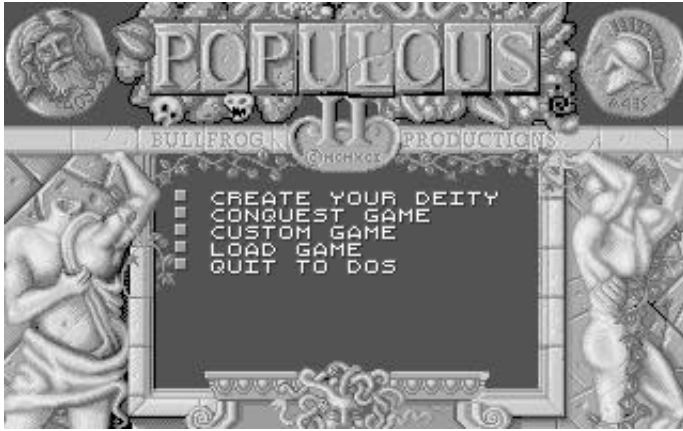 POPULOUS
II
BULLFROG PRODUCTIONS
©MCMXCI
CREATE YOUR DEITY
CONQUEST GAME
CUSTOM GAME
LOAD GAME
QUIT TO DOS